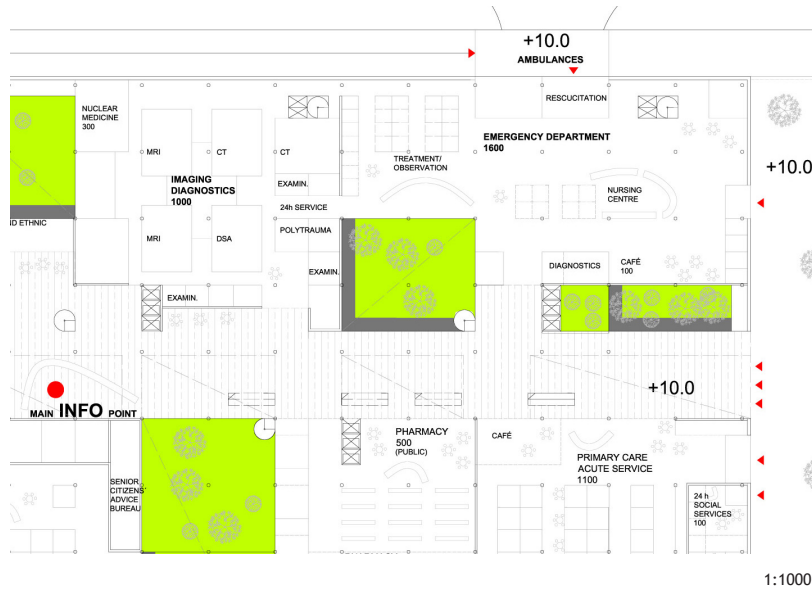 +10.0
AMBULANCES
RESCUCITATION
NUCLEAR
MEDICINE
300
MRI
CT
CT
EMERGENCY DEPARTMENT
1600
TREATMENT/
OBSERVATION
+10.0
IMAGING
DIAGNOSTICS
1000
EXAMIN.
NURSING
CENTRE
24h SERVICE
ND ETHNIC
POLYTRAUMA
MRI
DSA
EXAMIN.
DIAGNOSTICS
CAFÉ
100
EXAMIN.
+10.0
MAIN INFO POINT
PHARMACY
500
(PUBLIC)
CAFÉ
PRIMARY CARE
ACUTE SERVICE
1100
SENIOR
CITIZENS'
ADVICE
BUREAU
24 h
SOCIAL
SERVICES
100
PHARMACY
1:1000